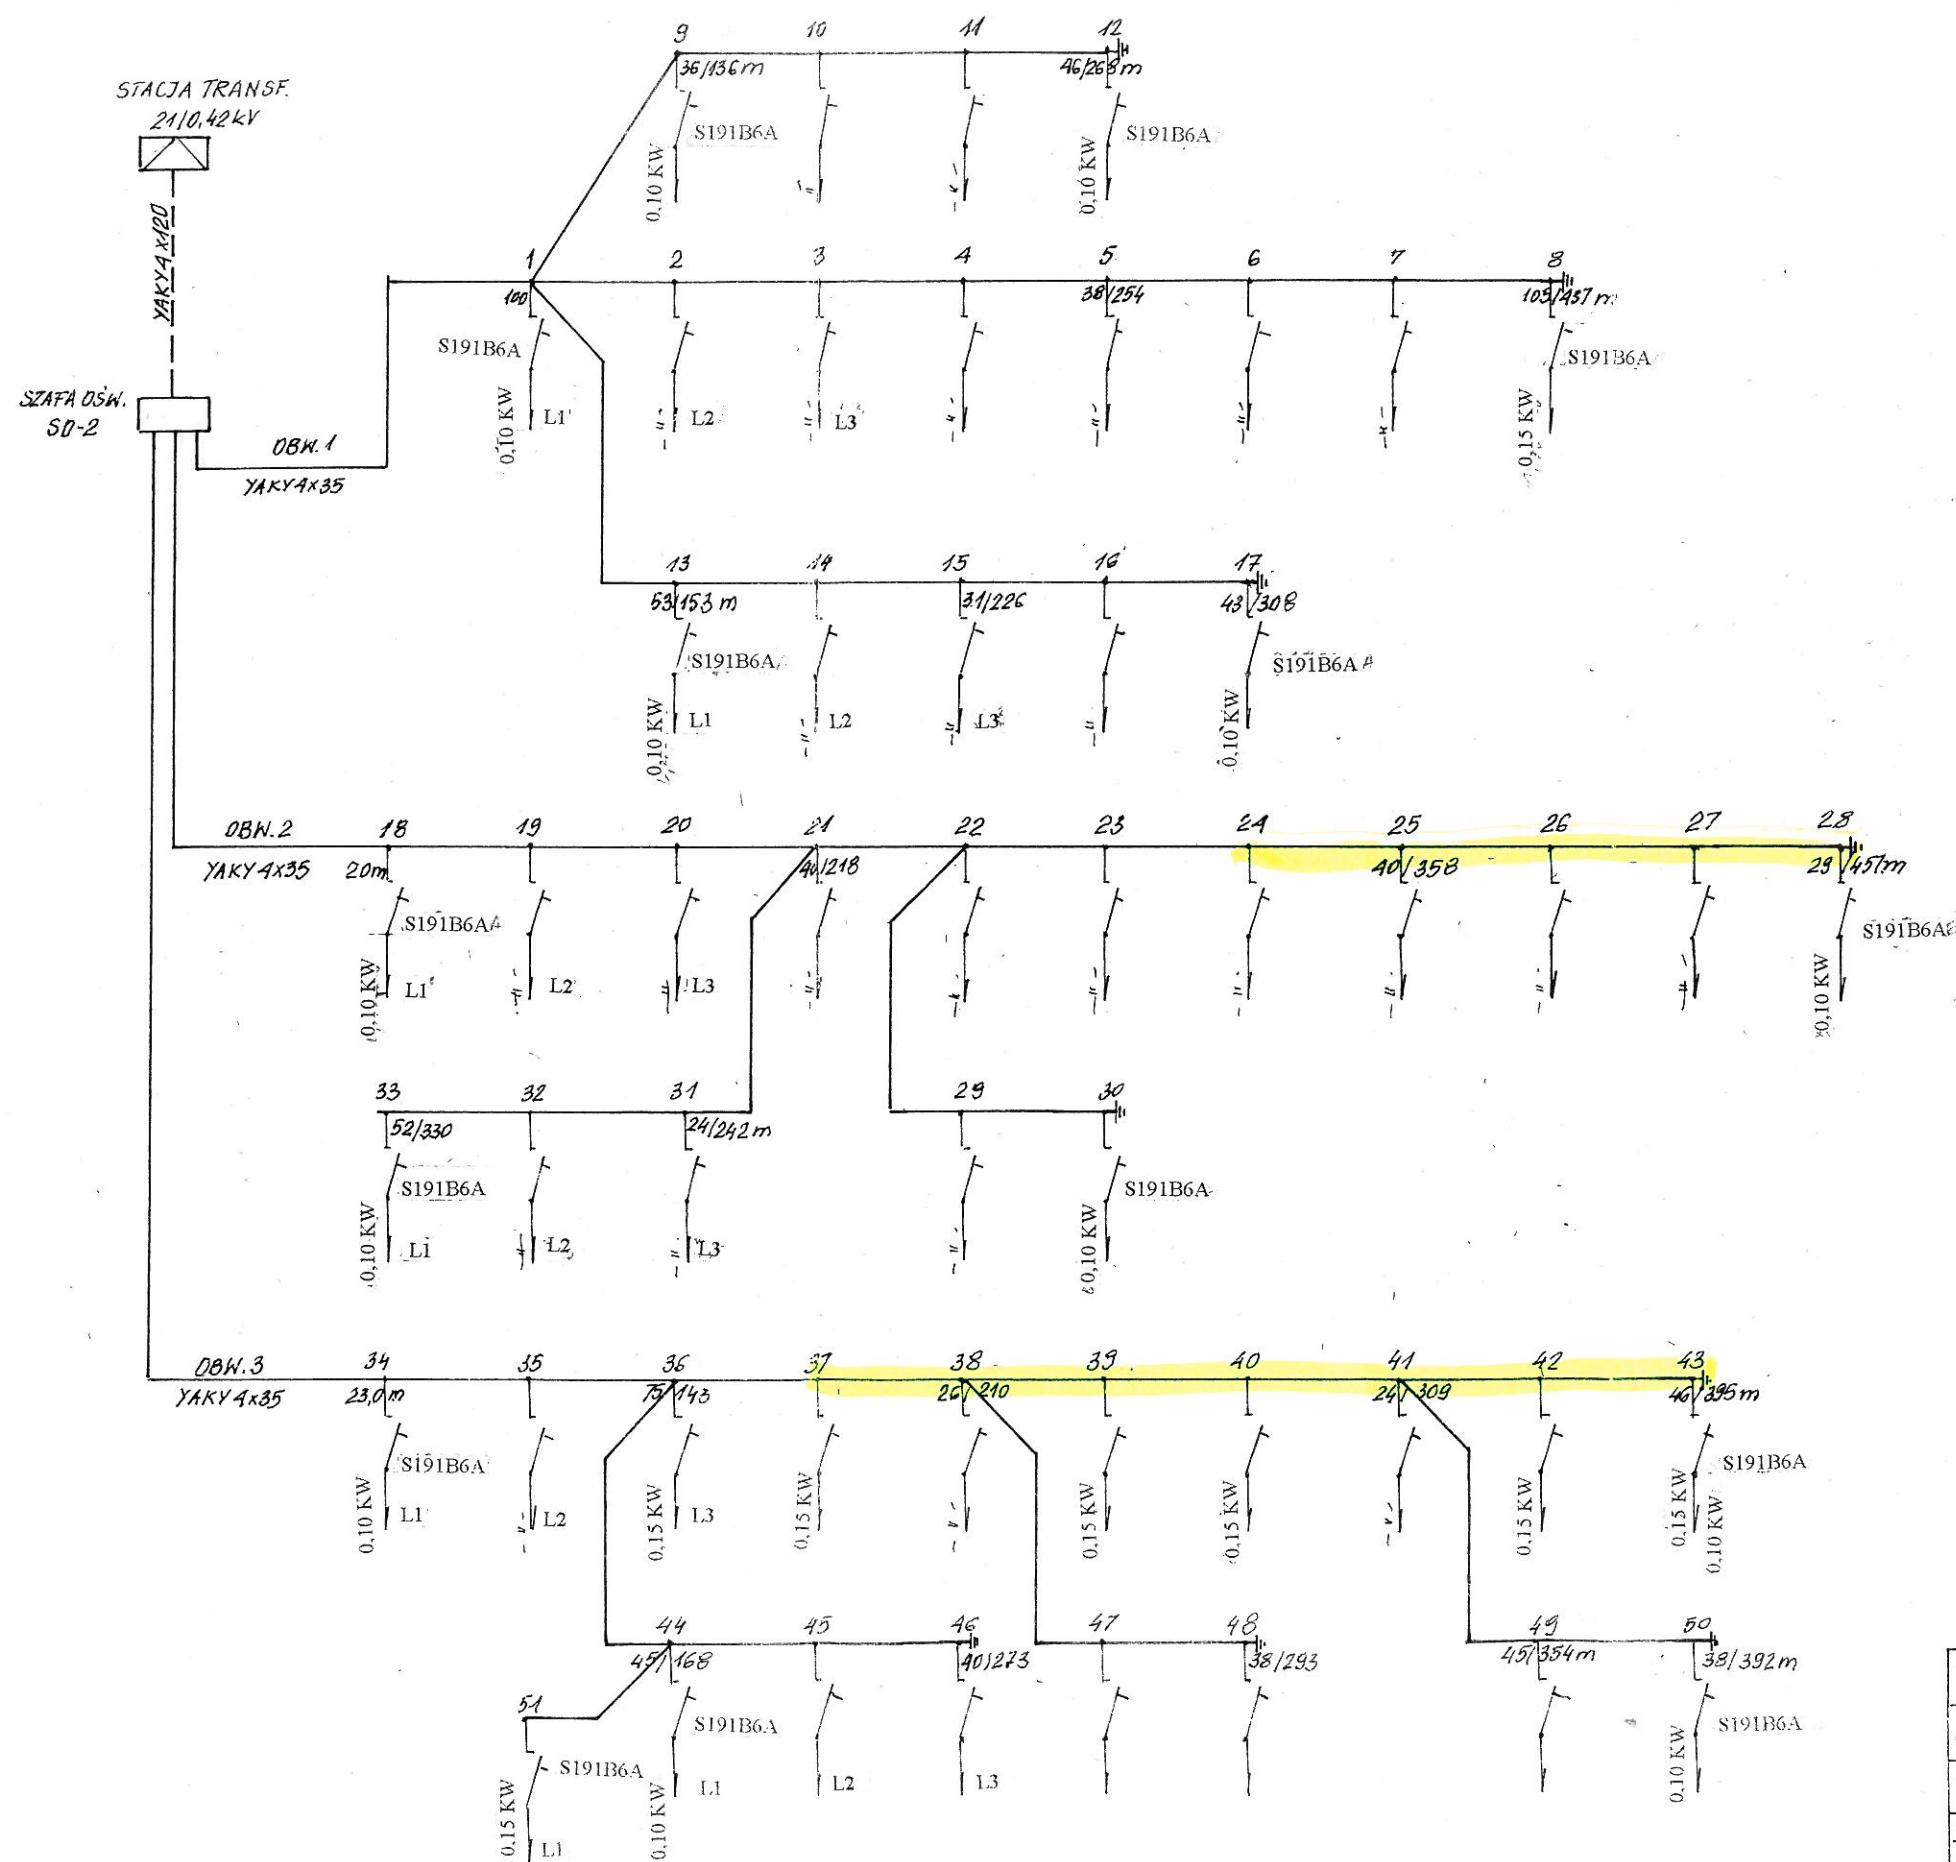 STACJA TRANSF.
21/0,42 kV
YAKY 4x120
SZAFA OŚW.
SO-2
OBW. 1
YAKY 4x35
9 10 11 12
36/136 m
S191B6A S191B6A
0,10 KW 0,10 KW
1 2 3 4 5 6 7 8
100 38/254 103/437 m
S191B6A S191B6A
0,10 KW L1 -"- L2 -"- L3 -"- -"- -"- -"- 0,15 KW
13 14 15 16 17
53/153 m 31/226 43/308
S191B6A S191B6A
0,10 KW L1 -"- L2 -"- L3 -"- 0,10 KW
OBW. 2 18 19 20 21 22 23 24 25 26 27 28
YAKY 4x35 20m 40/218 40/358 29/451m
S191B6A S191B6A
0,10 KW L1 -"- L2 -"- L3 -"- -"- -"- -"- -"- -"- -"- 0,10 KW
33 32 31 29 30
52/330 24/242 m
S191B6A S191B6A
0,10 KW L1 -"- L2 -"- L3 -"- 0,10 KW
OBW. 3 34 35 36 37 38 39 40 41 42 43
YAKY 4x35 23,0 m 75/143 26/210 24/309 46/395m
S191B6A S191B6A
0,10 KW L1 -"- L2 0,15 KW L3 0,15 KW -"- 0,15 KW 0,15 KW -"- 0,15 KW 0,15 KW 0,10 KW
44 45 46 47 48 49 50
45/168 40/273 38/293 45/354m 38/392m
51
S191B6A S191B6A
S191B6A
0,15 KW L1 0,10 KW L1 L2 L3 0,10 KW